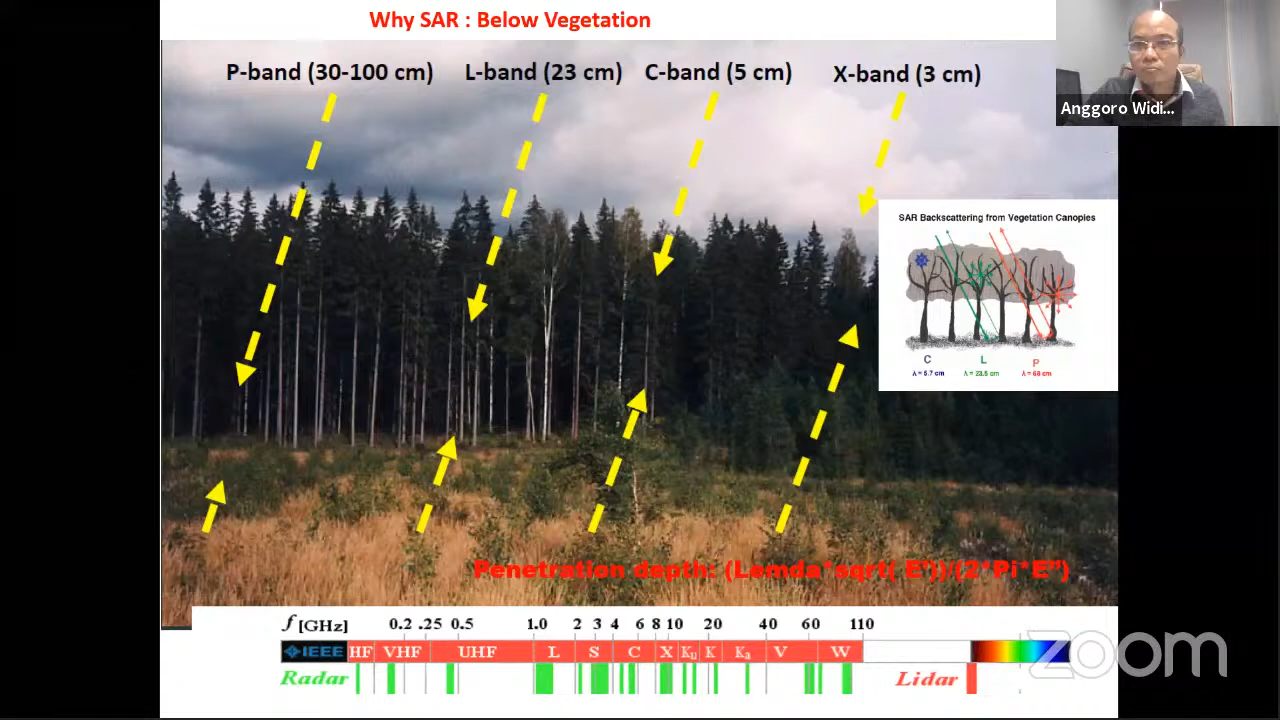 Why SAR : Below Vegetation
P-band (30-100 cm) L-band (23 cm) C-band (5 cm) X-band (3 cm)
Anggoro Widi...
SAR Backscattering from Vegetation Canopies
C L P
λ = 5.7 cm λ = 23.5 cm λ = 68 cm
Penetration depth: (Lemda*sqrt( E'))/(2*Pi*E")
f [GHz] 0.2 .25 0.5 1.0 2 3 4 6 8 10 20 40 60 110
IEEE HF VHF UHF L S C X Ku K Ka V W
Radar Lidar
zoom